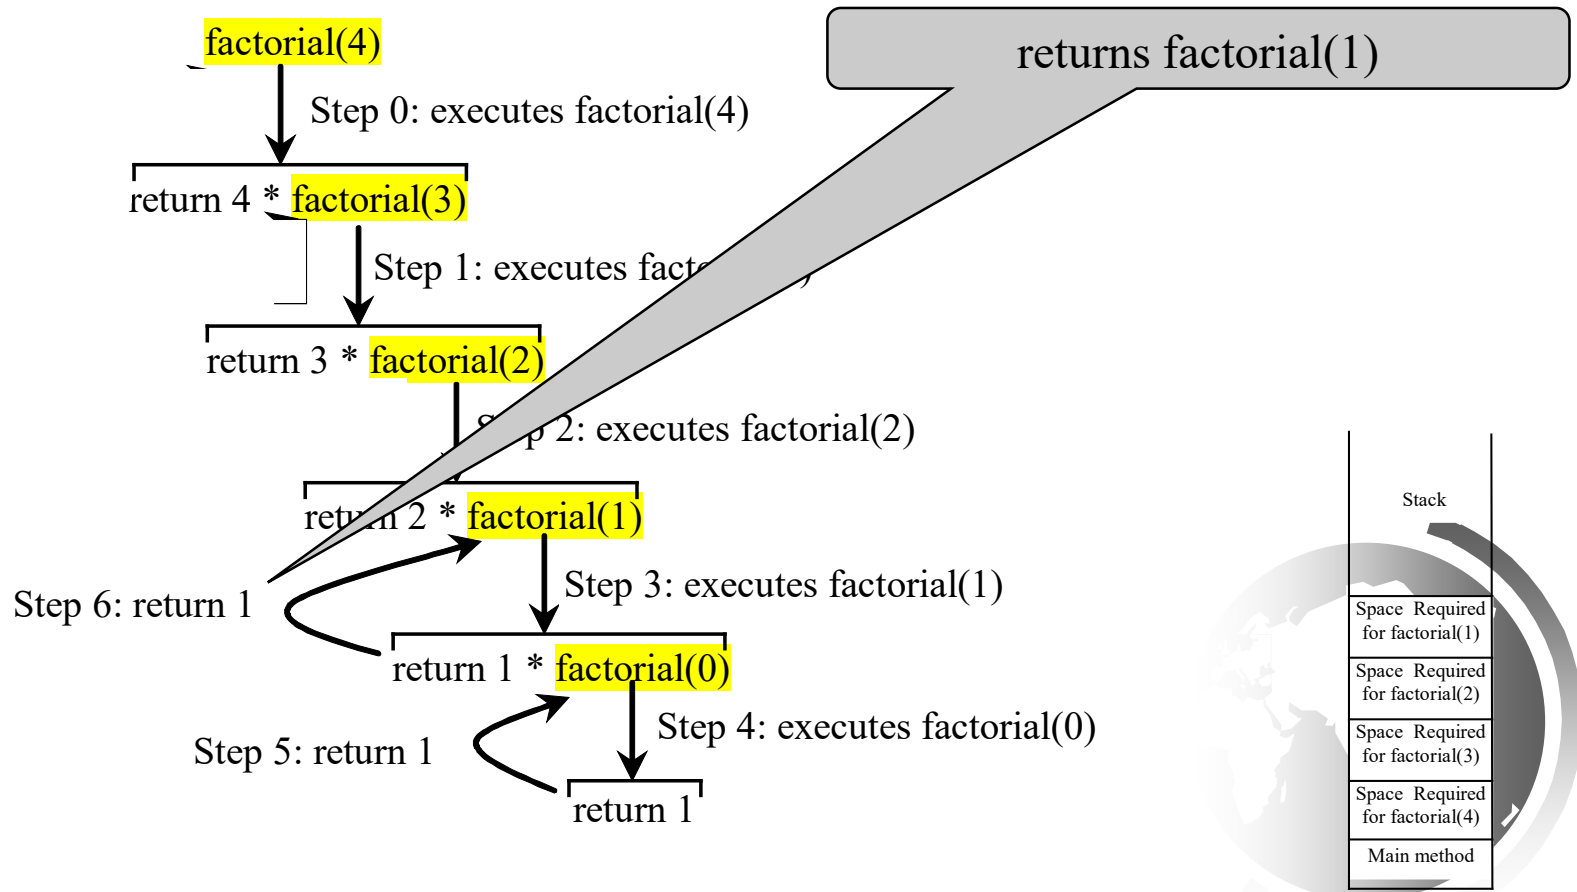 factorial(4)
returns factorial(1)
Step 0: executes factorial(4)
return 4 * factorial(3)
Step 1: executes
return 3 * factorial(2)
2: executes factorial(2)
return 2 * factorial(1)
Stack
Step 3: executes factorial(1)
Step 6: return 1
Space Required
for factorial(1)
return 1 * factorial(0)
Space Required
for factorial(2)
Step 4: executes factorial(0)
Step 5: return 1
Space Required
for factorial(3)
return 1
Space Required
for factorial(4)
Main method